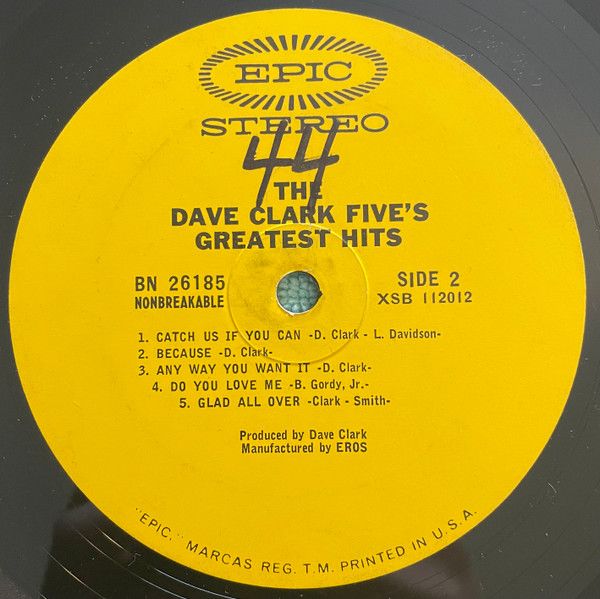 EPIC
STEREO
44
THE
DAVE CLARK FIVE'S
GREATEST HITS
BN 26185
NONBREAKABLE
SIDE 2
XSB 112012
1. CATCH US IF YOU CAN -D. Clark - L. Davidson-
2. BECAUSE -D. Clark-
3. ANY WAY YOU WANT IT -D. Clark-
4. DO YOU LOVE ME -B. Gordy, Jr.-
5. GLAD ALL OVER -Clark - Smith-
Produced by Dave Clark
Manufactured by EROS
"EPIC," MARCAS REG. T.M. PRINTED IN U.S.A.